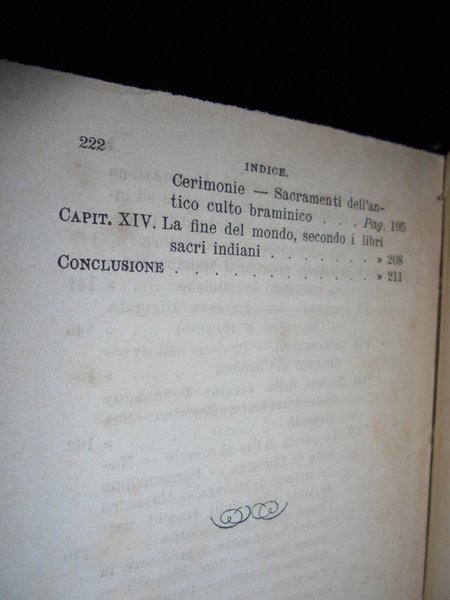 222
INDICE.
Cerimonie — Sacramenti dell'an-
tico culto braminico . . . Pag. 195
CAPIT. XIV. La fine del mondo, secondo i libri
sacri indiani . . . . . . . » 208
CONCLUSIONE . . . . . . . . . . » 211